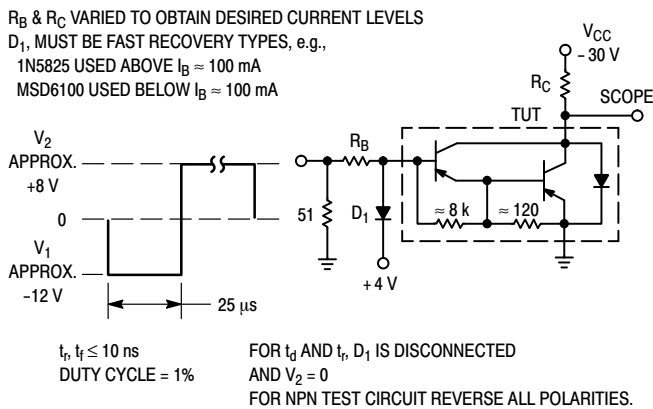 R_B & R_C VARIED TO OBTAIN DESIRED CURRENT LEVELS
D_1, MUST BE FAST RECOVERY TYPES, e.g.,
1N5825 USED ABOVE I_B ≈ 100 mA
MSD6100 USED BELOW I_B ≈ 100 mA
V_CC
- 30 V
R_C
SCOPE
TUT
V_2
APPROX.
+8 V
R_B
0
51
D_1
≈ 8 k
≈ 120
V_1
APPROX.
-12 V
+ 4 V
25 μs
t_r, t_f ≤ 10 ns
DUTY CYCLE = 1%
FOR t_d AND t_r, D_1 IS DISCONNECTED
AND V_2 = 0
FOR NPN TEST CIRCUIT REVERSE ALL POLARITIES.